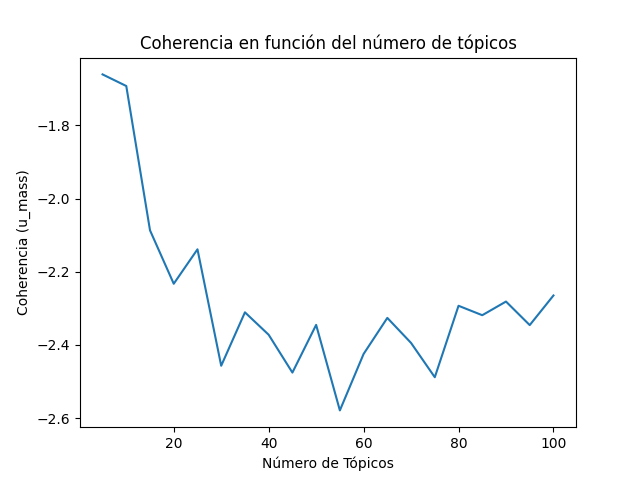 Coherencia en función del número de tópicos
Coherencia (u_mass)
−1.8
−2.0
−2.2
−2.4
−2.6
20 40 60 80 100
Número de Tópicos